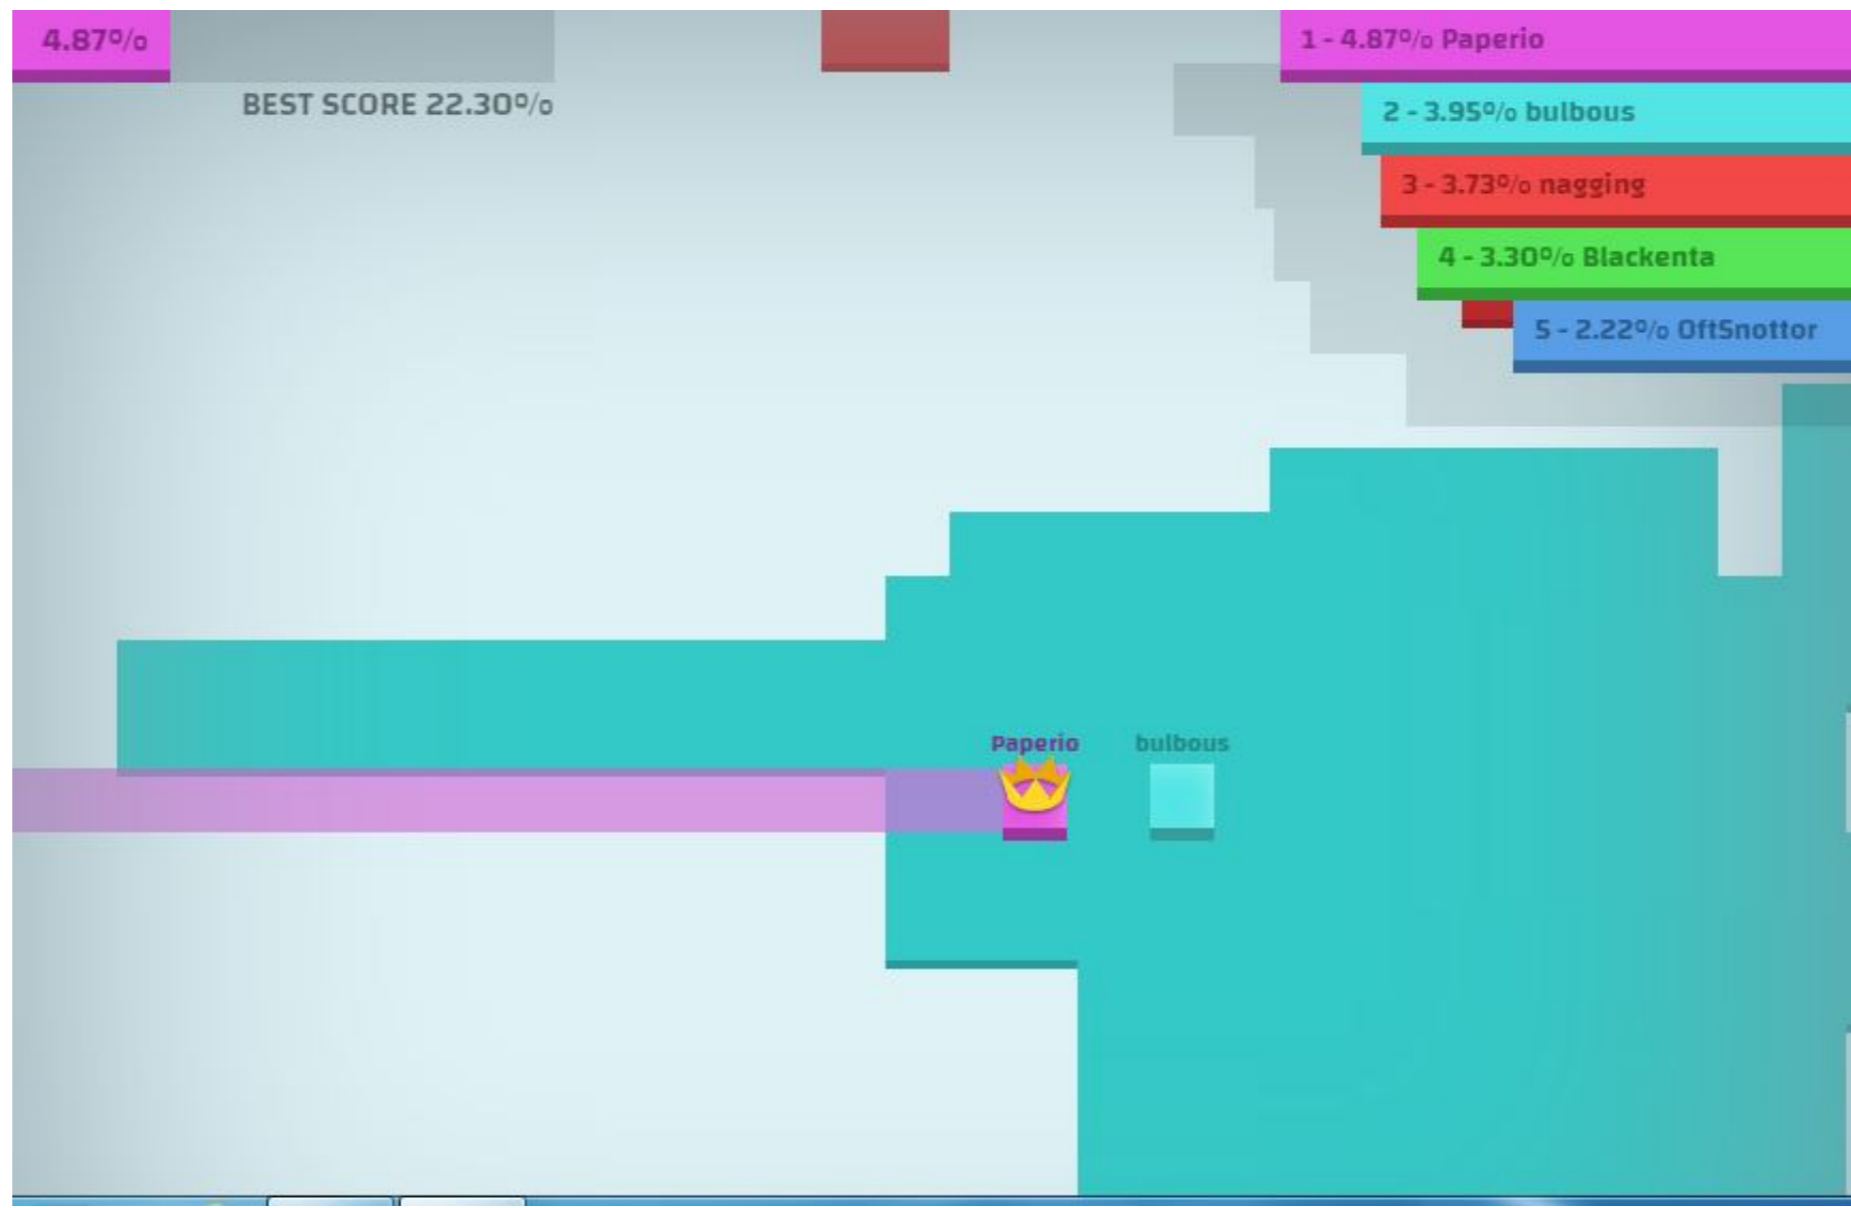 4.87%
BEST SCORE 22.30%
1 - 4.87% Paperio
2 - 3.95% bulbous
3 - 3.73% nagging
4 - 3.30% Blackenta
5 - 2.22% OftSnottor
Paperio
bulbous